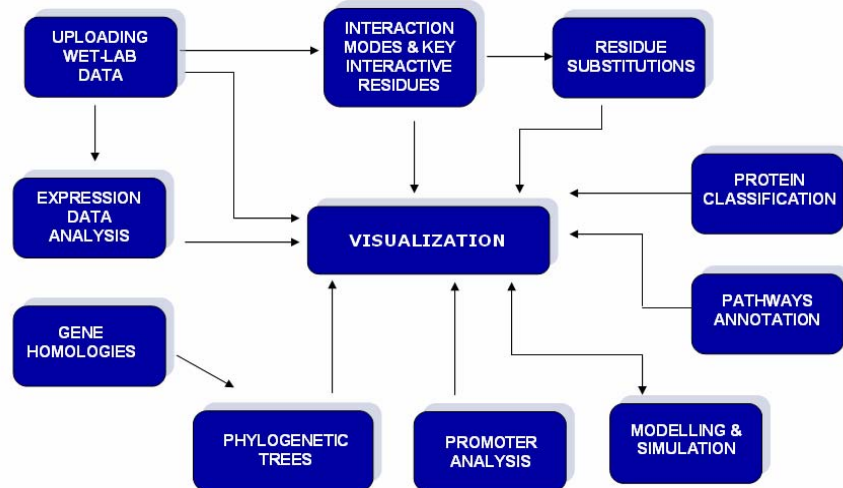 UPLOADING
WET-LAB
DATA
INTERACTION
MODES & KEY
INTERACTIVE
RESIDUES
RESIDUE
SUBSTITUTIONS
EXPRESSION
DATA
ANALYSIS
VISUALIZATION
PROTEIN
CLASSIFICATION
GENE
HOMOLOGIES
PATHWAYS
ANNOTATION
PHYLOGENETIC
TREES
PROMOTER
ANALYSIS
MODELLING &
SIMULATION